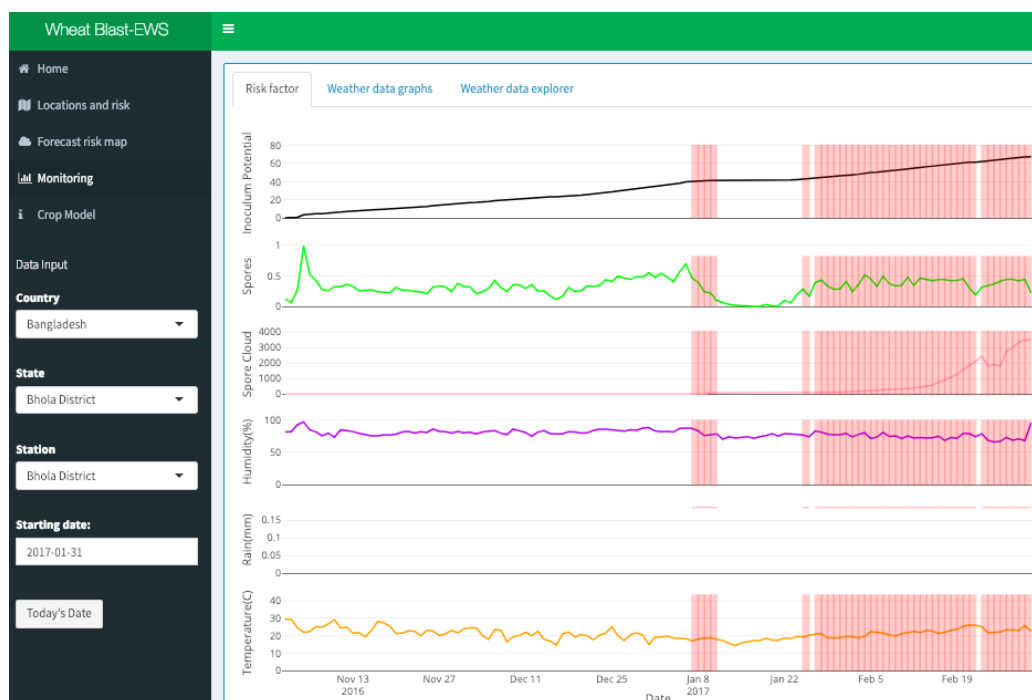 Wheat Blast-EWS
Home
Locations and risk
Forecast risk map
Monitoring
Crop Model
Data Input
Country
Bangladesh
State
Bhola District
Station
Bhola District
Starting date:
2017-01-31
Today's Date
Risk factor Weather data graphs Weather data explorer
Inoculum Potential
80
60
40
20
0
Spores
1
0.5
0
Spore Cloud
4000
3000
2000
1000
0
Humidity(%)
100
50
0
Rain(mm)
0.15
0.1
0.05
0
Temperature(C)
40
30
20
10
0
Nov 13 Nov 27 Dec 11 Dec 25 Jan 8 Jan 22 Feb 5 Feb 19
2016 2017
Date